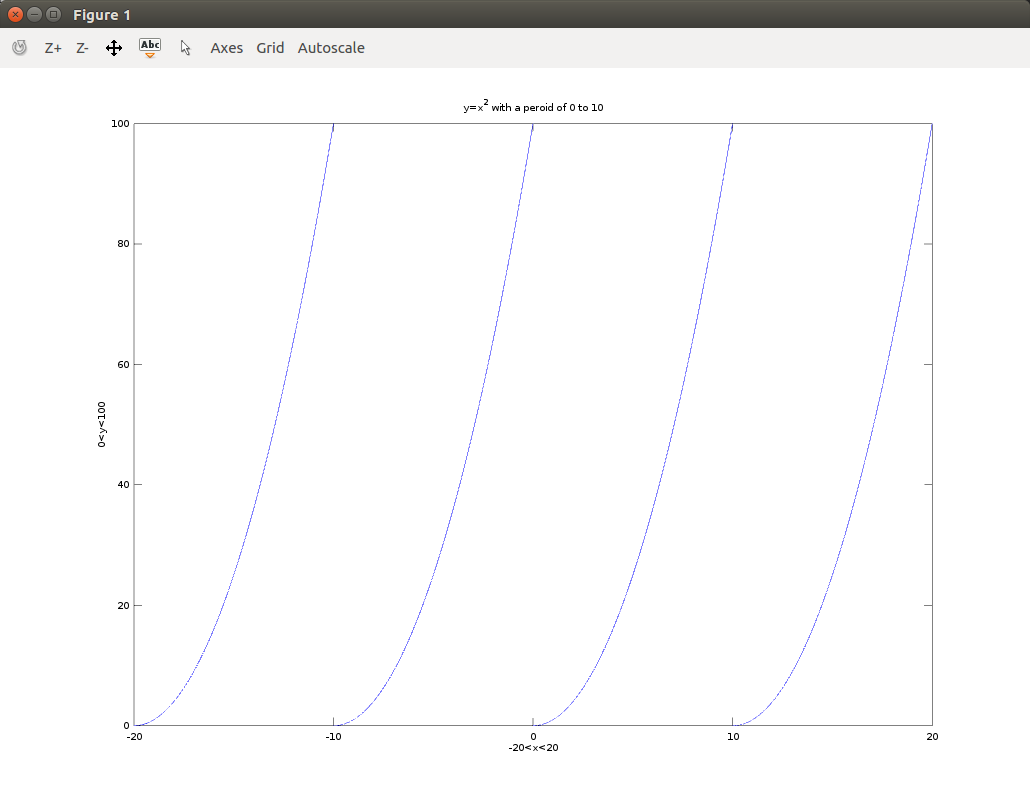 Figure 1
Z+ Z- Abc Axes Grid Autoscale
y=x² with a peroid of 0 to 10
100
80
60
0<y<100
40
20
0
-20 -10 0 10 20
-20<x<20